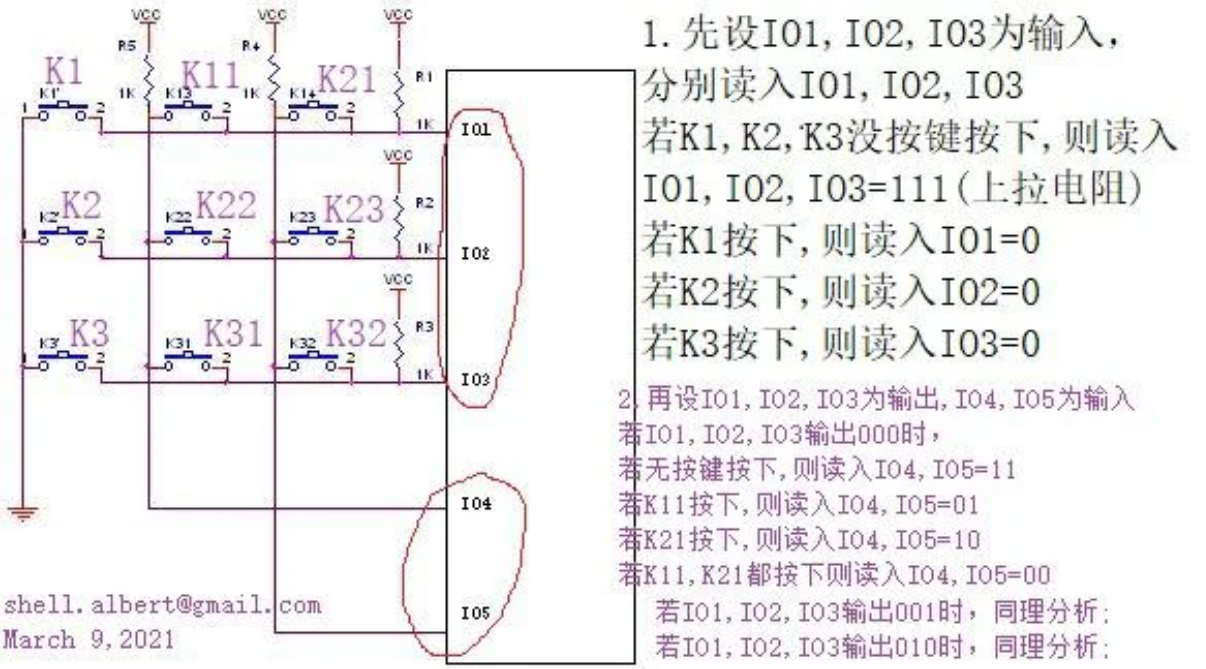 VCC
VCC
VCC
R5
R4
R1
K1
K11
K21
K1'
K13
K14
1K
1K
1K
1
2
1
2
1
2
IO1
VCC
R2
K2
K22
K23
K2'
K22
K23
1K
1
2
1
2
1
2
IO2
VCC
R3
K3
K31
K32
K3'
K31
K32
1K
1
2
1
2
1
2
IO3
IO4
IO5
shell.albert@gmail.com
March 9,2021
1.先设IO1,IO2,IO3为输入，
分别读入IO1,IO2,IO3
若K1,K2,K3没按键按下,则读入
IO1,IO2,IO3=111(上拉电阻)
若K1按下,则读入IO1=0
若K2按下,则读入IO2=0
若K3按下,则读入IO3=0
2.再设IO1,IO2,IO3为输出,IO4,IO5为输入
若IO1,IO2,IO3输出000时，
若无按键按下,则读入IO4,IO5=11
若K11按下,则读入IO4,IO5=01
若K21按下,则读入IO4,IO5=10
若K11,K21都按下则读入IO4,IO5=00
若IO1,IO2,IO3输出001时，同理分析;
若IO1,IO2,IO3输出010时，同理分析;